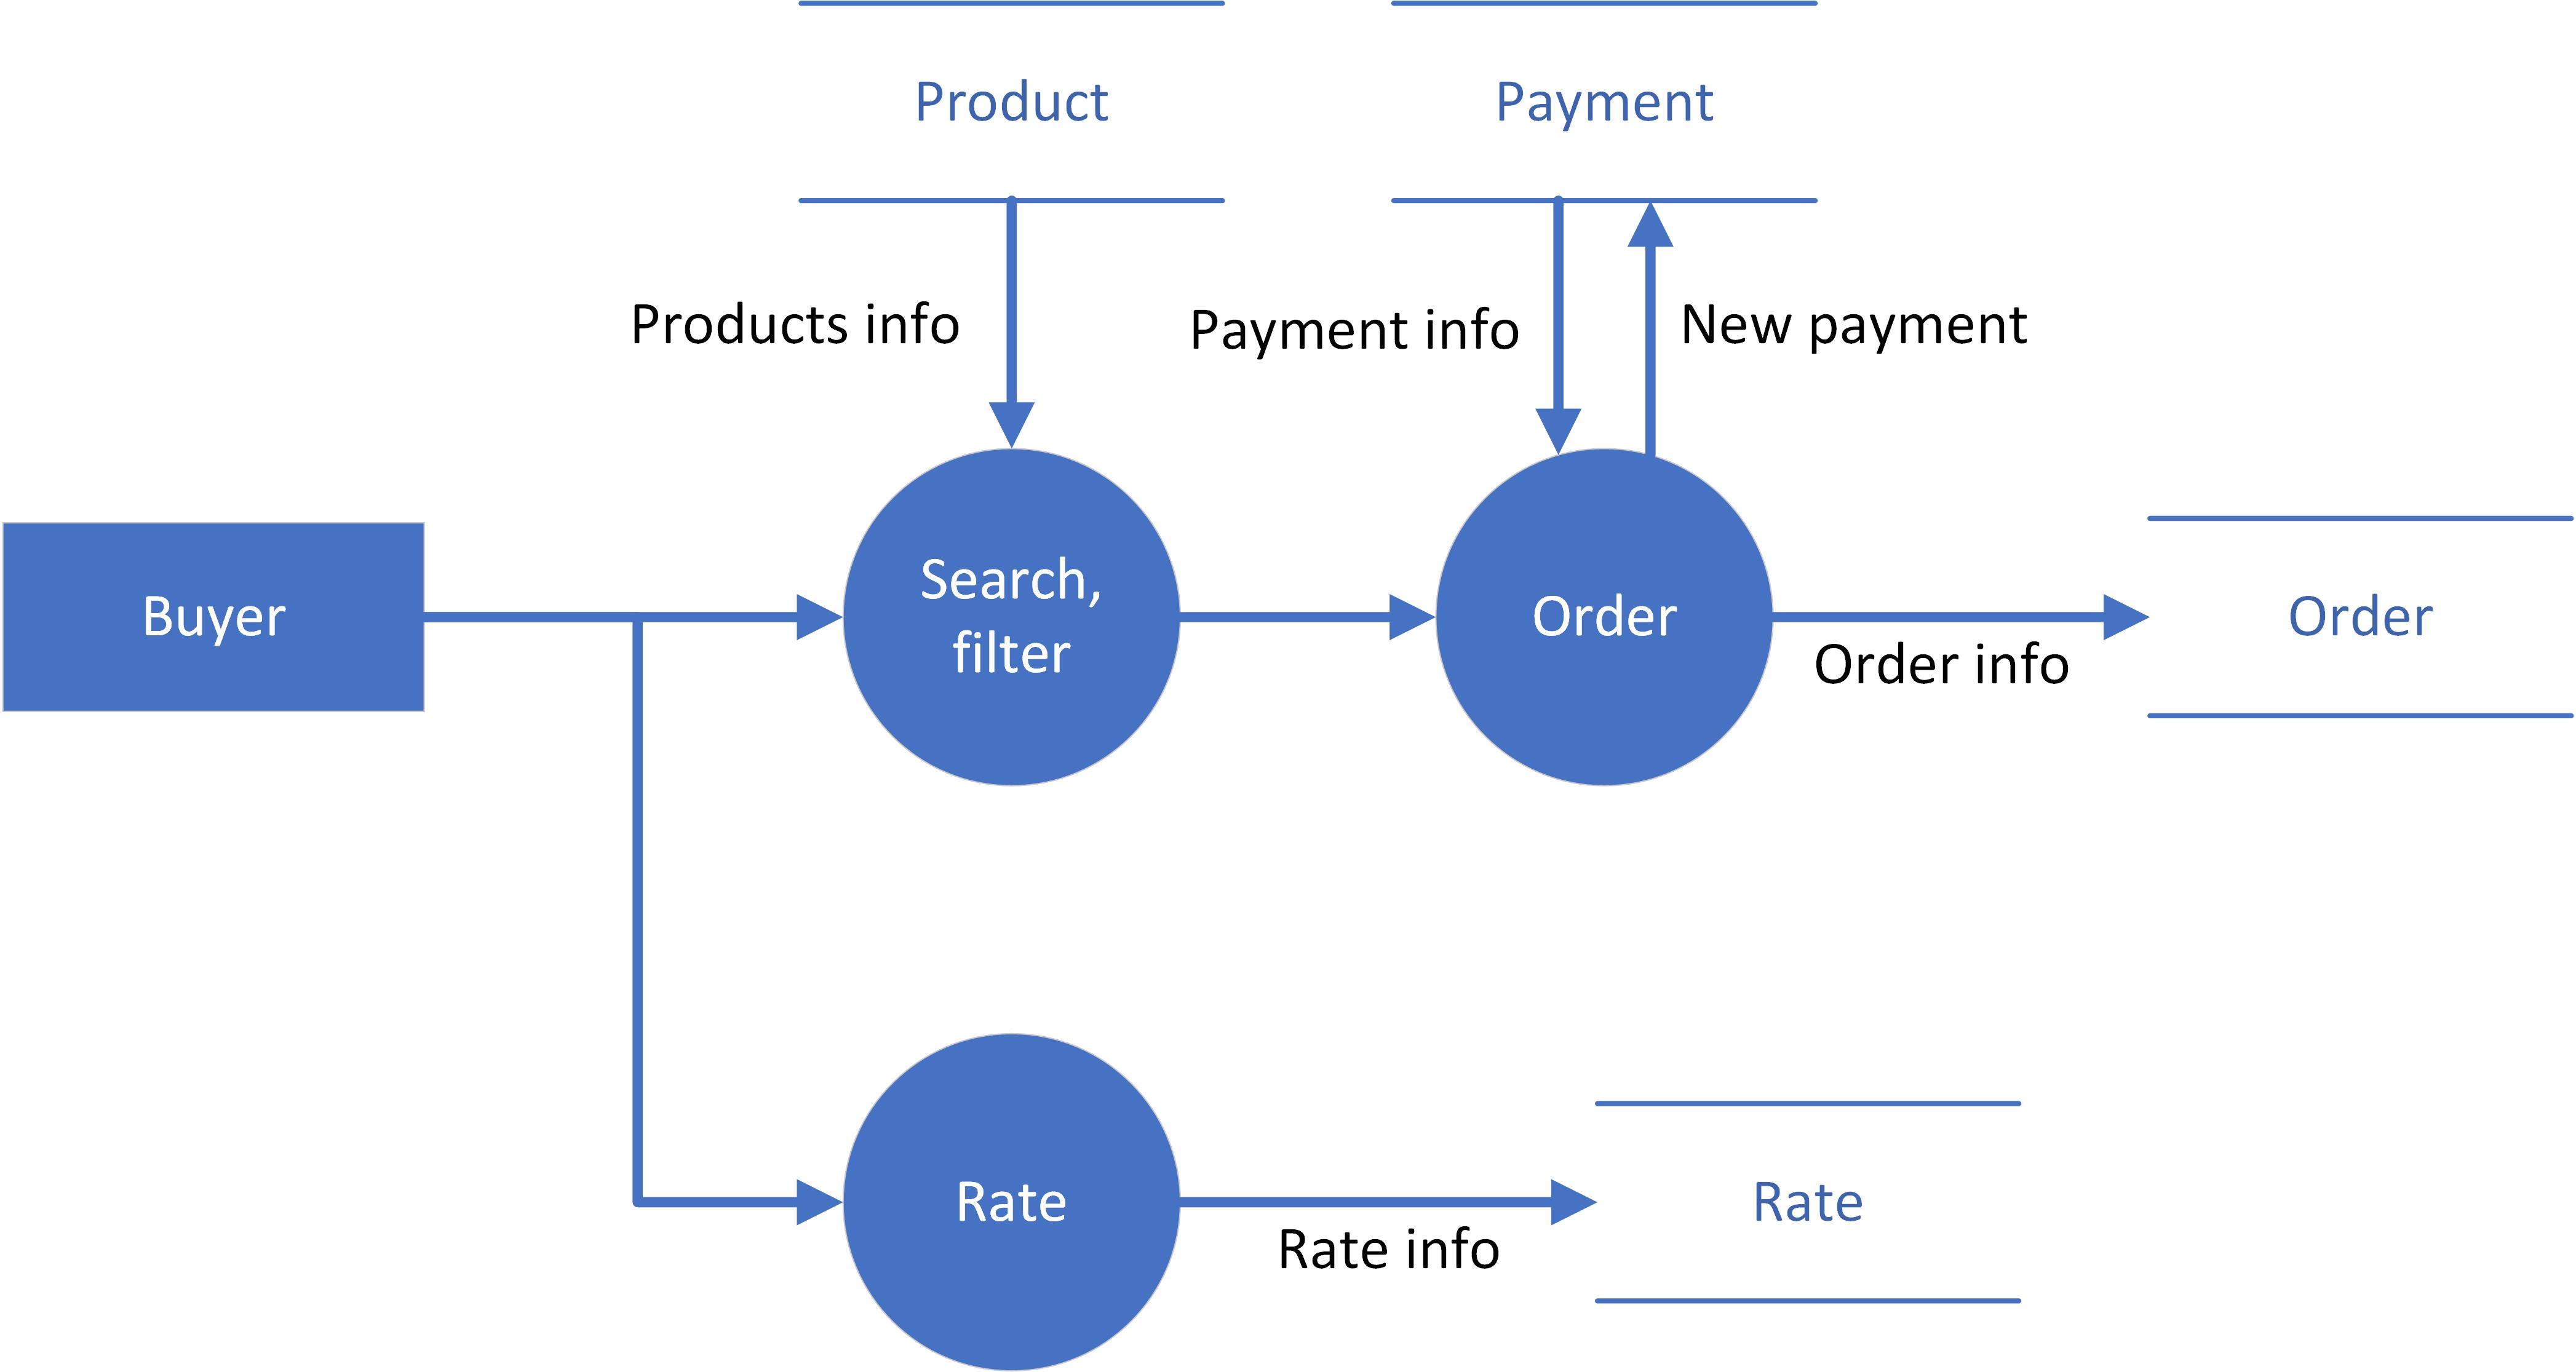 Product
Payment
Products info
Payment info
New payment
Buyer
Search,
filter
Order
Order info
Order
Rate
Rate info
Rate